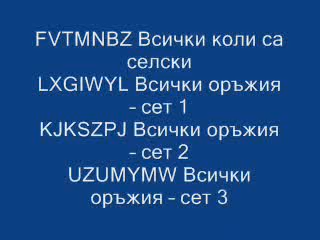 FVTMNBZ Всички коли са
селски
LXGIWYL Всички оръжия
– сет 1
KJKSZPJ Всички оръжия
– сет 2
UZUMYMW Всички
оръжия – сет 3